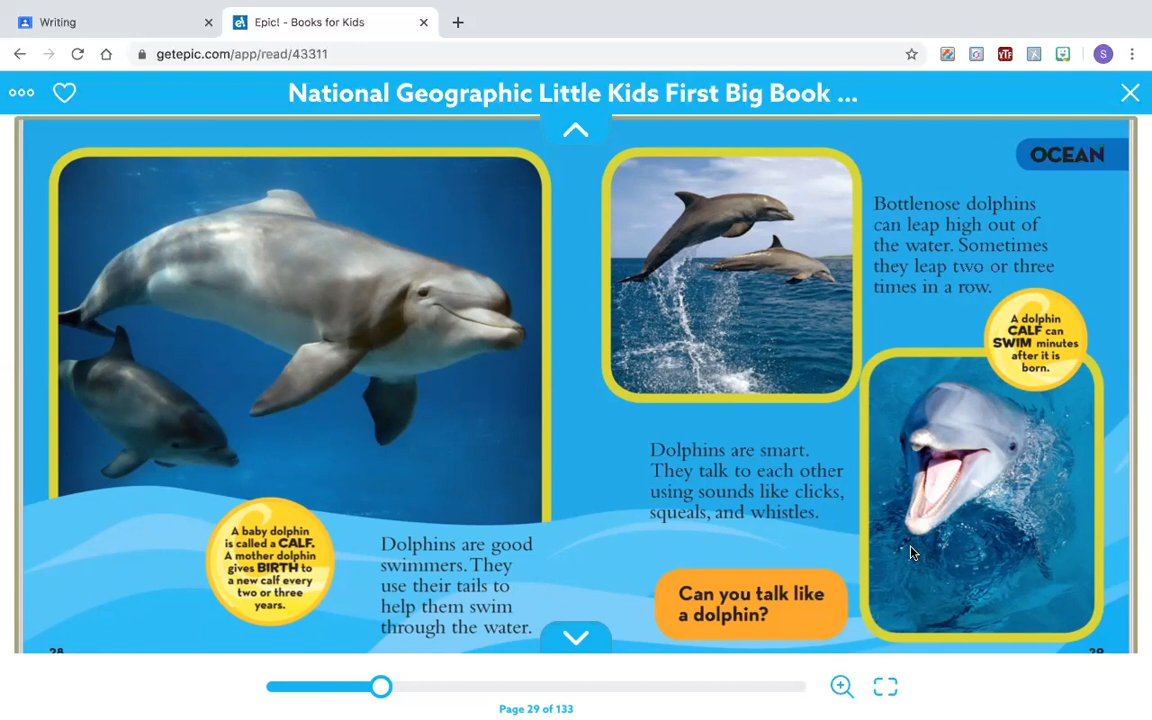 Writing
Epic! - Books for Kids
getepic.com/app/read/43311
YTF
S
National Geographic Little Kids First Big Book ...
OCEAN
Bottlenose dolphins
can leap high out of
the water. Sometimes
they leap two or three
times in a row.
A dolphin
CALF can
SWIM minutes
after it is
born.
Dolphins are smart.
They talk to each other
using sounds like clicks,
squeals, and whistles.
A baby dolphin
is called a CALF.
A mother dolphin
gives BIRTH to
a new calf every
two or three
years.
Dolphins are good
swimmers. They
use their tails to
help them swim
through the water.
Can you talk like
a dolphin?
28
29
Page 29 of 133